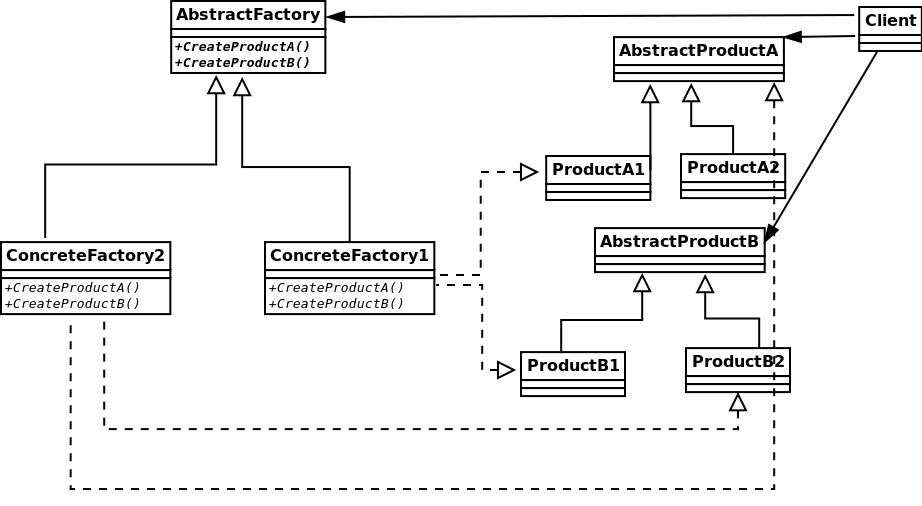 AbstractFactory
+CreateProductA()
+CreateProductB()
Client
AbstractProductA
ProductA1
ProductA2
AbstractProductB
ConcreteFactory2
+CreateProductA()
+CreateProductB()
ConcreteFactory1
+CreateProductA()
+CreateProductB()
ProductB1
ProductB2